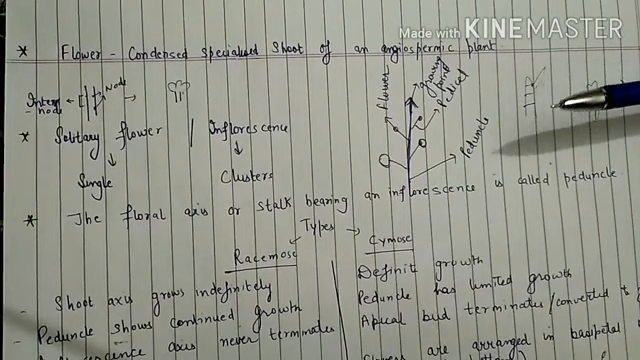 Made with KINEMASTER
* Flower - Condensed specialised shoot of an angiospermic plant.
Inter-node
Node
Flower
growing point
Pedicel
Peduncle
* Solitary flower / Inflorescence
Single
Clusters
* The floral axis or stalk bearing an inflorescence is called peduncle.
Types
Racemose
- Shoot axis grows indefinitely
- Peduncle shows continued growth
axis never terminates
Cymose
Definit growth
Peduncle has limited growth
Apical bud terminates/converted to
are arranged in basipetal